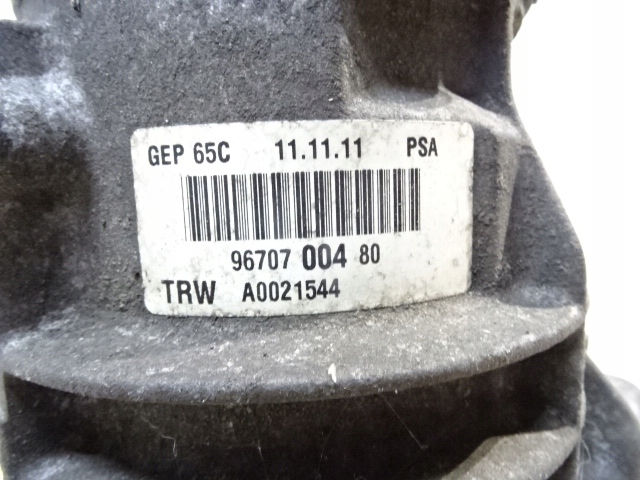 GEP 65C 11.11.11 PSA
96707 004 80
TRW A0021544